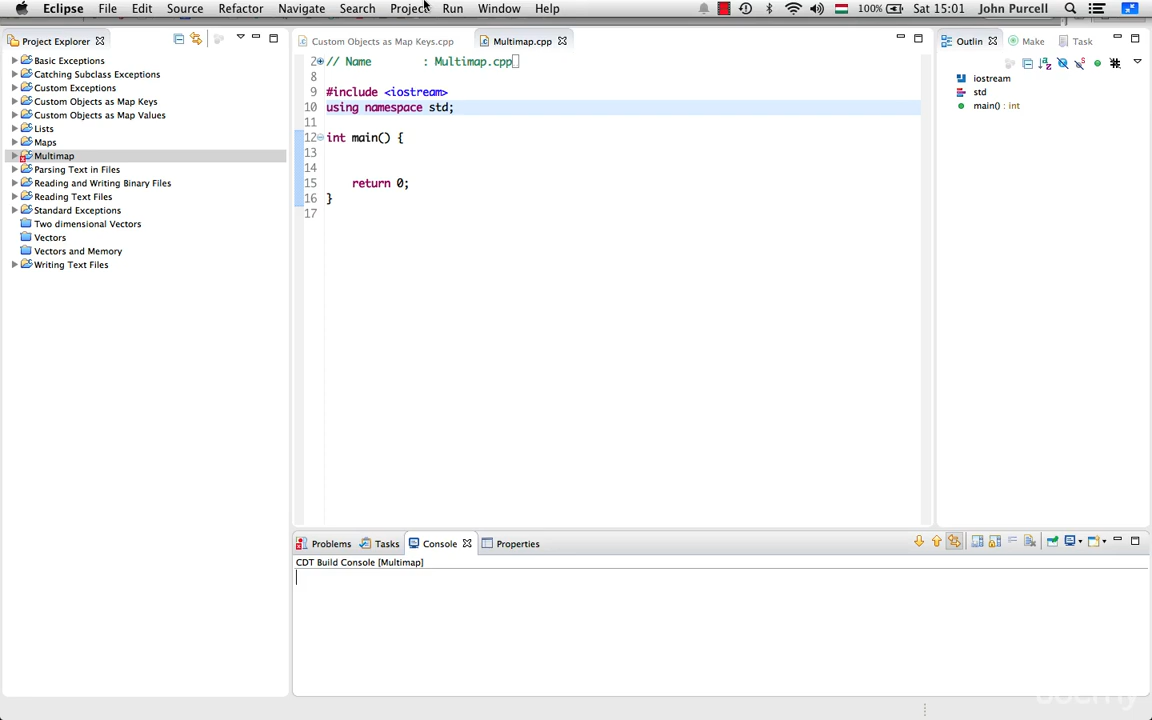 Eclipse File Edit Source Refactor Navigate Search Project Run Window Help 100% Sat 15:01 John Purcell
Project Explorer
Basic Exceptions
Catching Subclass Exceptions
Custom Exceptions
Custom Objects as Map Keys
Custom Objects as Map Values
Lists
Maps
Multimap
Parsing Text in Files
Reading and Writing Binary Files
Reading Text Files
Standard Exceptions
Two dimensional Vectors
Vectors
Vectors and Memory
Writing Text Files
Custom Objects as Map Keys.cpp Multimap.cpp
2 // Name : Multimap.cpp
8
9 #include <iostream>
10 using namespace std;
11
12 int main() {
13
14
15 return 0;
16 }
17
Outlin Make Task
iostream
std
main() : int
Problems Tasks Console Properties
CDT Build Console [Multimap]
udemy